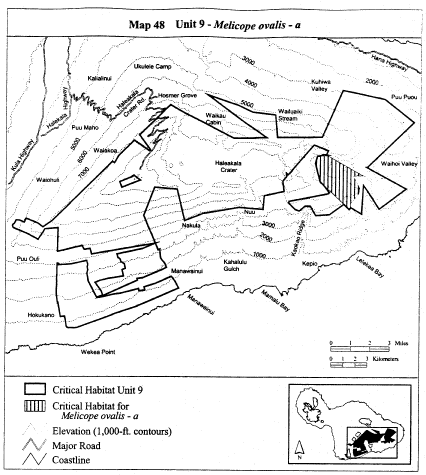 Map 48 Unit 9 - Melicope ovalis - a
Ukulele Camp
3000
Hana Highway
Kalialinui
4000
Kuhiwa
Valley
2000
Haleakala
Crater Rd.
Hosmer Grove
5000
Puu Puou
Kula Highway
Haleakala
Highway
Waikau
Cabin
Wailuaiki
Stream
Puu Maho
5000
6000
Waiakoa
7000
Haleakala
Crater
Waihoi Valley
Waiohuli
Nuu
Nakula
3000
2000
1000
Kaapahu Ridge
Puu Ouli
Manawainui
Kahalulu
Gulch
Kepio
Lelekea Bay
Hokukano
Manawainui
Mamalu Bay
Wekea Point
0 1 2 3 Miles
0 1 2 3 Kilometers
Critical Habitat Unit 9
Critical Habitat for
Melicope ovalis - a
Elevation (1,000-ft. contours)
Major Road
Coastline
N